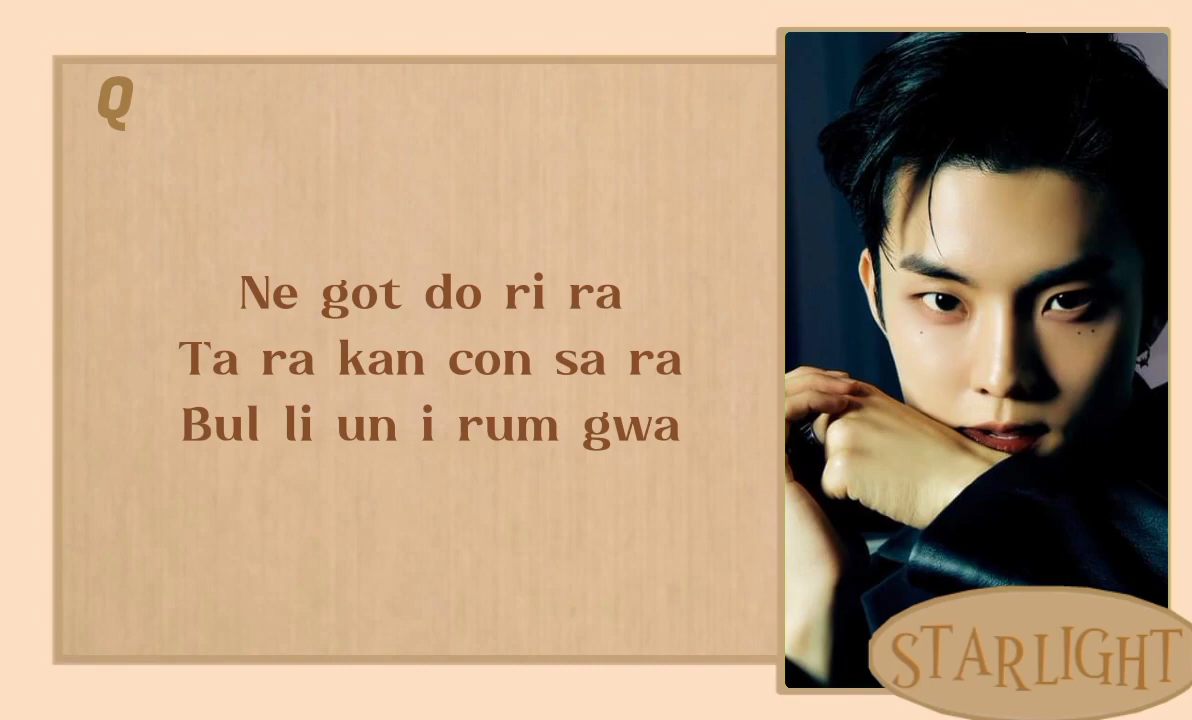 Q
Ne got do ri ra
Ta ra kan con sa ra
Bul li un i rum gwa
STARLIGHT